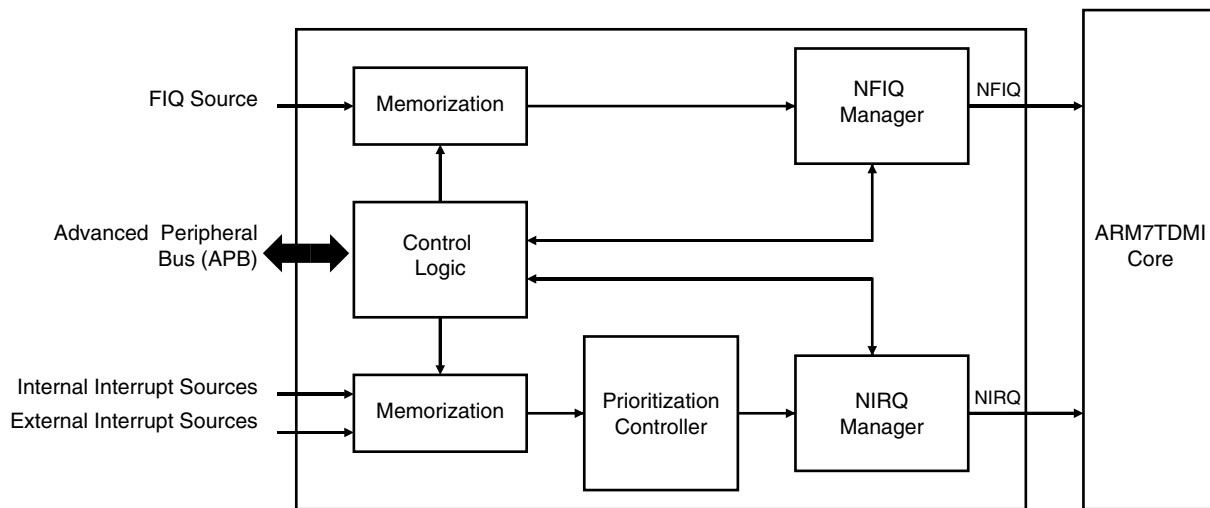 FIQ Source
Memorization
NFIQ
Manager
NFIQ
Advanced Peripheral
Bus (APB)
Control
Logic
ARM7TDMI
Core
Internal Interrupt Sources
External Interrupt Sources
Memorization
Prioritization
Controller
NIRQ
Manager
NIRQ